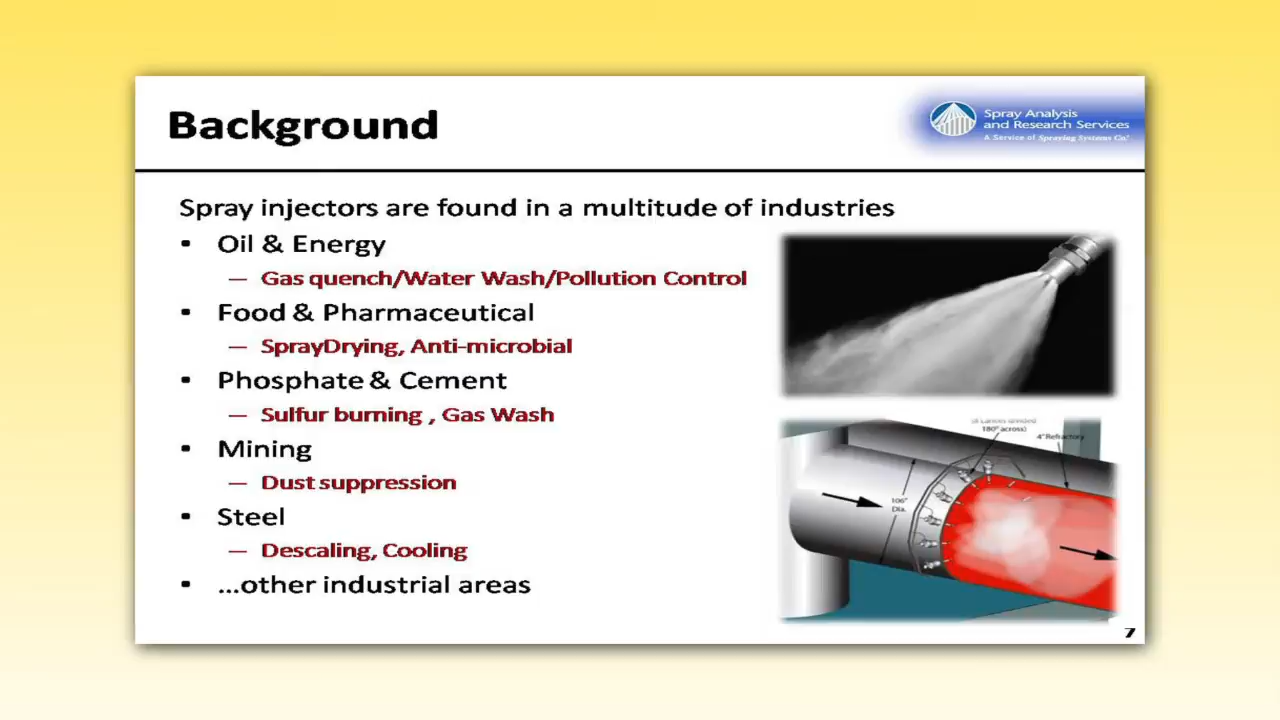 Background
Spray Analysis
and Research Services
A Service of Spraying Systems Co.
Spray injectors are found in a multitude of industries
▪ Oil & Energy
— Gas quench/Water Wash/Pollution Control
▪ Food & Pharmaceutical
— SprayDrying, Anti-microbial
▪ Phosphate & Cement
— Sulfur burning , Gas Wash
▪ Mining
— Dust suppression
▪ Steel
— Descaling, Cooling
▪ ...other industrial areas
180° across)
4" Refractory
106"
Dia.
7